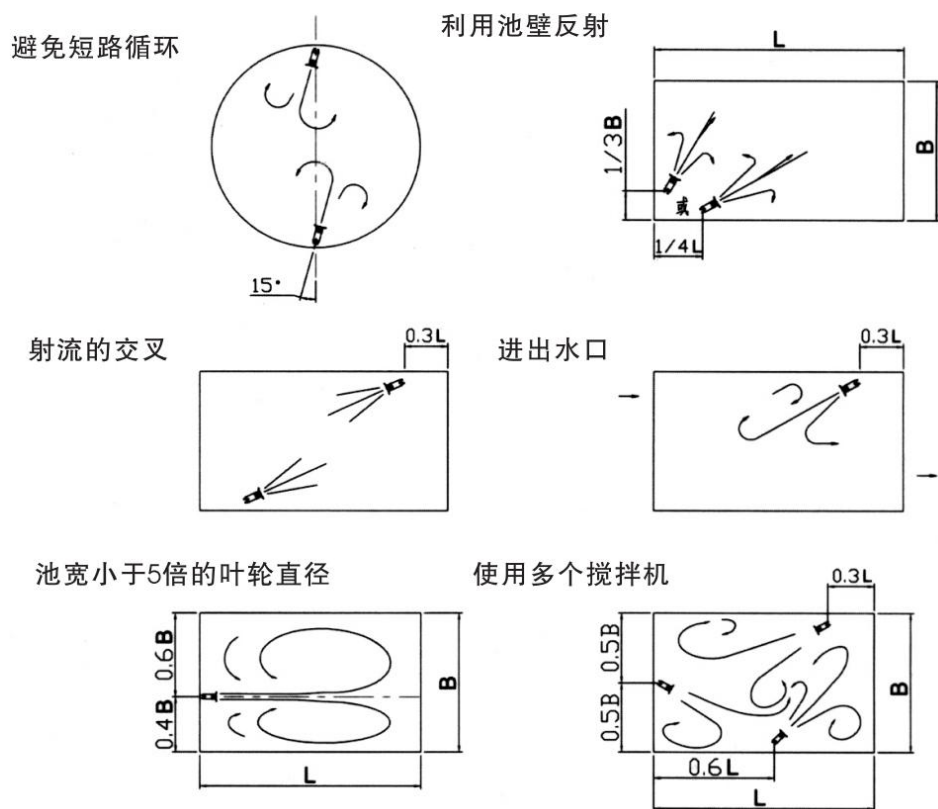 避免短路循环
利用池壁反射
L
1/3B
B
或
1/4L
15°
射流的交叉
0.3L
进出水口
0.3L
池宽小于5倍的叶轮直径
0.6B
0.4B
B
L
使用多个搅拌机
0.3L
0.5B
0.5B
B
0.6L
L